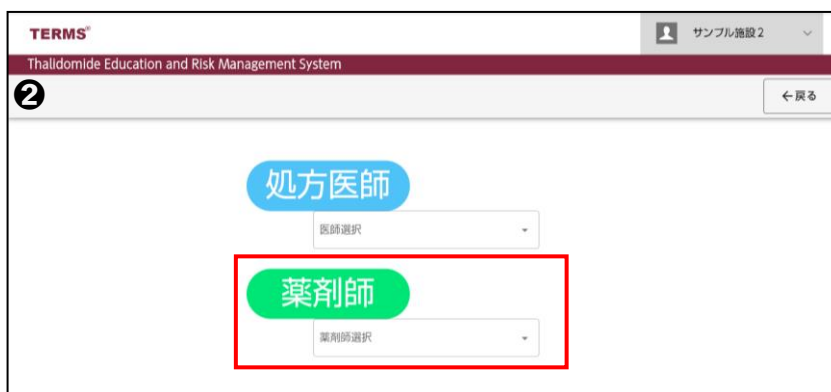 TERMS®
サンプル施設2
Thalidomide Education and Risk Management System
❷
←戻る
処方医師
医師選択
薬剤師
薬剤師選択